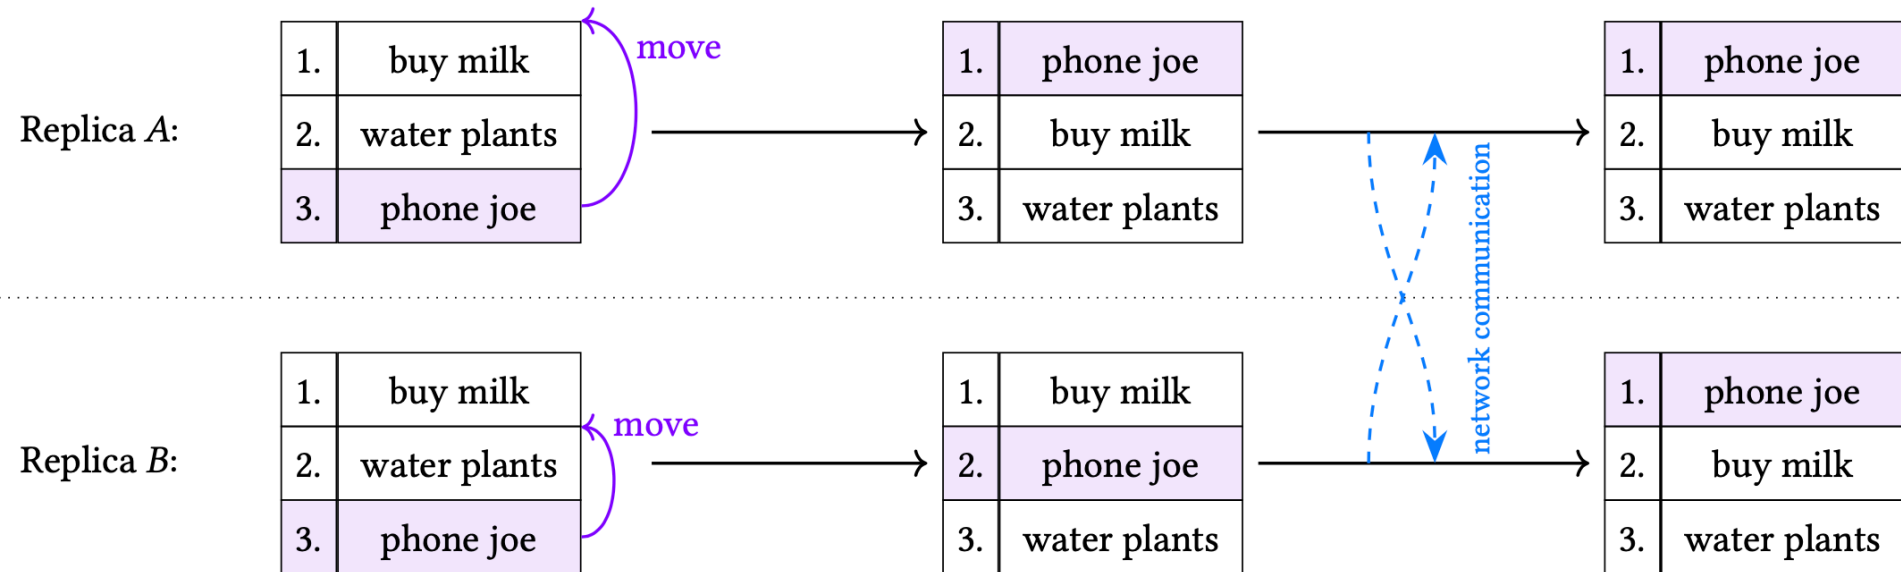 move
Replica A:
1. buy milk
2. water plants
3. phone joe
1. phone joe
2. buy milk
3. water plants
1. phone joe
2. buy milk
3. water plants
network communication
move
Replica B:
1. buy milk
2. water plants
3. phone joe
1. buy milk
2. phone joe
3. water plants
1. phone joe
2. buy milk
3. water plants